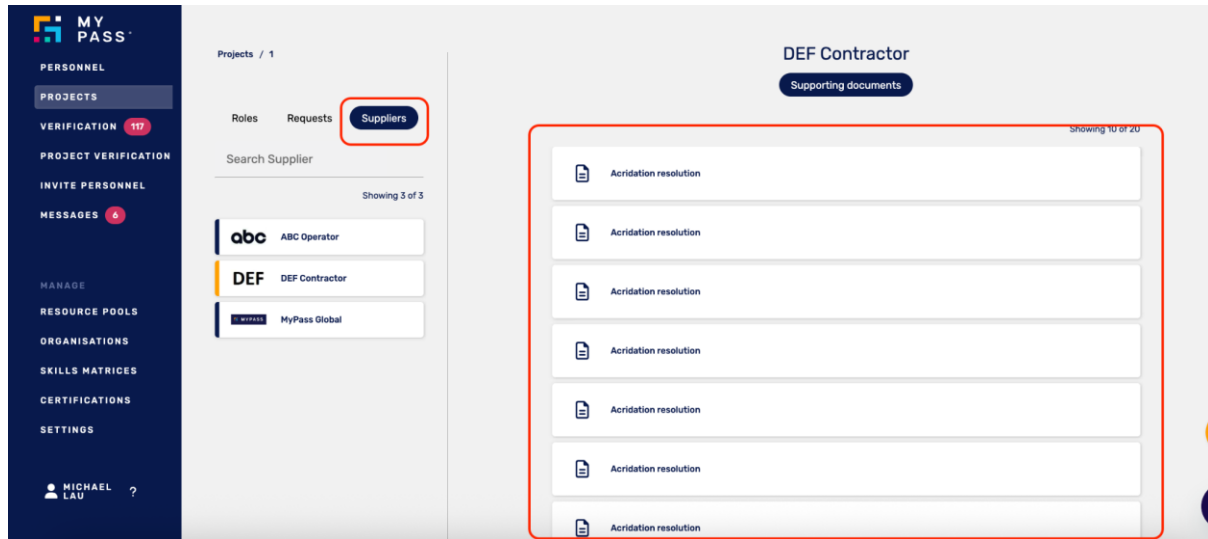 MY
PASS
PERSONNEL
PROJECTS
VERIFICATION 117
PROJECT VERIFICATION
INVITE PERSONNEL
MESSAGES 6
MANAGE
RESOURCE POOLS
ORGANISATIONS
SKILLS MATRICES
CERTIFICATIONS
SETTINGS
MICHAEL
LAU
?
Projects / 1
Roles Requests Suppliers
Search Supplier
Showing 3 of 3
abc ABC Operator
DEF DEF Contractor
MYPASS MyPass Global
DEF Contractor
Supporting documents
Showing 10 of 20
Acridation resolution
Acridation resolution
Acridation resolution
Acridation resolution
Acridation resolution
Acridation resolution
Acridation resolution